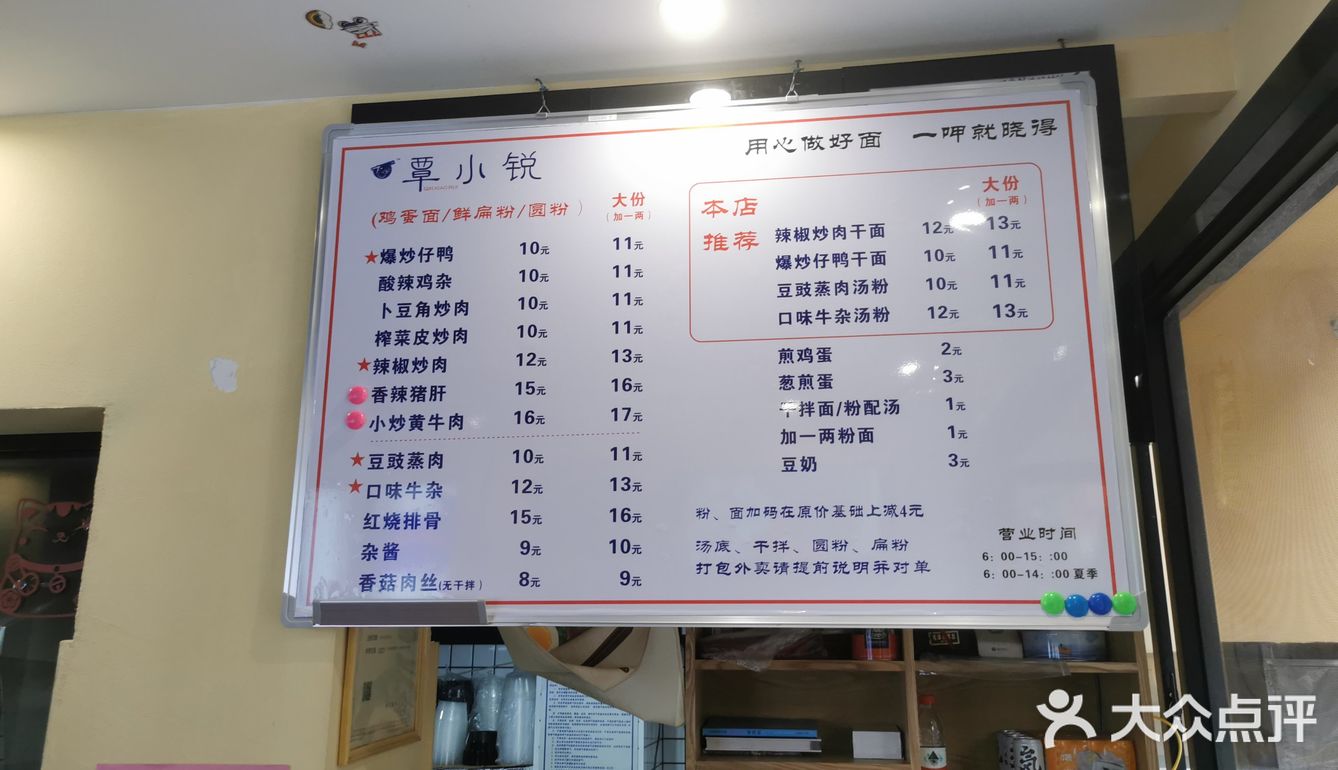 覃小锐
用心做好面 一呷就晓得
(鸡蛋面/鲜扁粉/圆粉) 大份(加一两)
爆炒仔鸭 10元 11元
酸辣鸡杂 10元 11元
卜豆角炒肉 10元 11元
榨菜皮炒肉 10元 11元
辣椒炒肉 12元 13元
香辣猪肝 15元 16元
小炒黄牛肉 16元 17元
豆豉蒸肉 10元 11元
口味牛杂 12元 13元
红烧排骨 15元 16元
杂酱 9元 10元
香菇肉丝(无干拌) 8元 9元
本店推荐 大份(加一两)
辣椒炒肉干面 12元 13元
爆炒仔鸭干面 10元 11元
豆豉蒸肉汤粉 10元 11元
口味牛杂汤粉 12元 13元
煎鸡蛋 2元
葱煎蛋 3元
干拌面/粉配汤 1元
加一两粉面 1元
豆奶 3元
粉、面加码在原价基础上减4元
汤底、干拌、圆粉、扁粉
打包外卖请提前说明并对单
营业时间
6:00-15::00
6:00-14::00夏季
大众点评